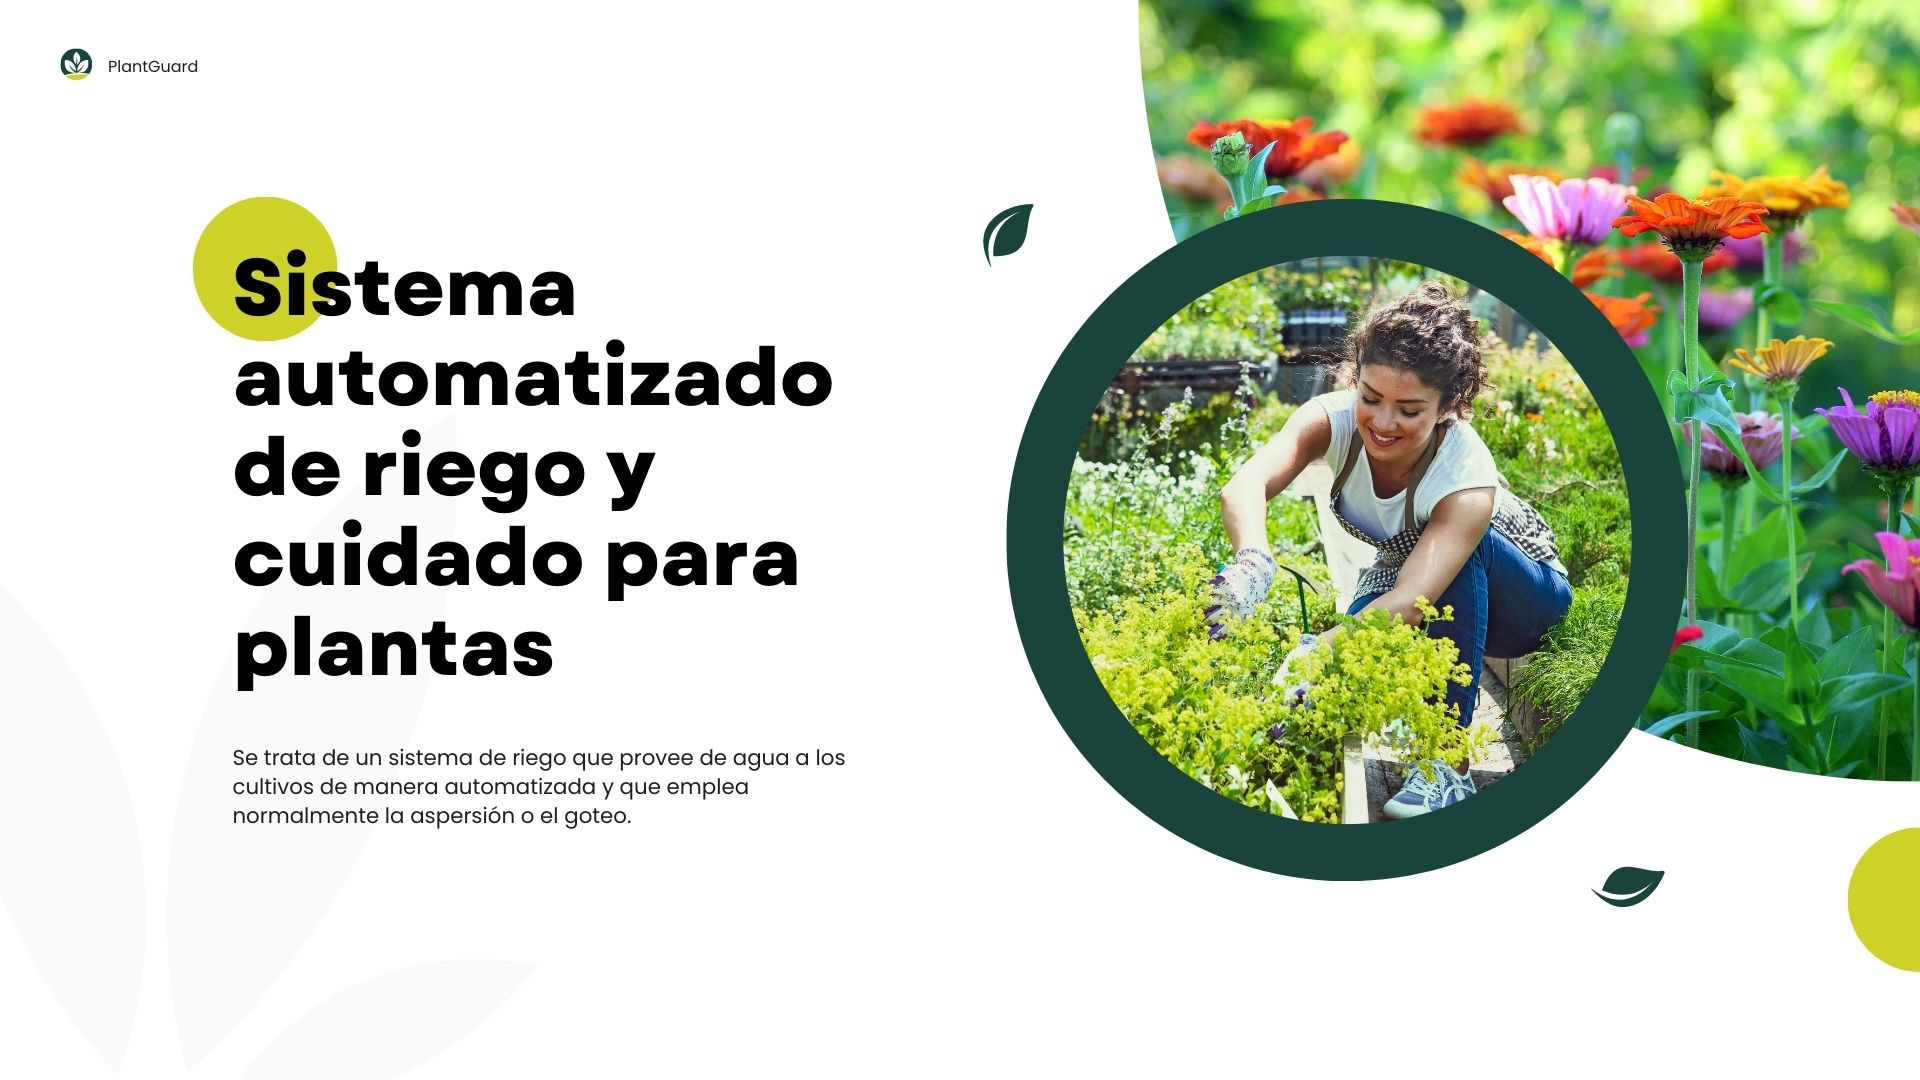 PlantGuard
Sistema
automatizado
de riego y
cuidado para
plantas
Se trata de un sistema de riego que provee de agua a los
cultivos de manera automatizada y que emplea
normalmente la aspersión o el goteo.